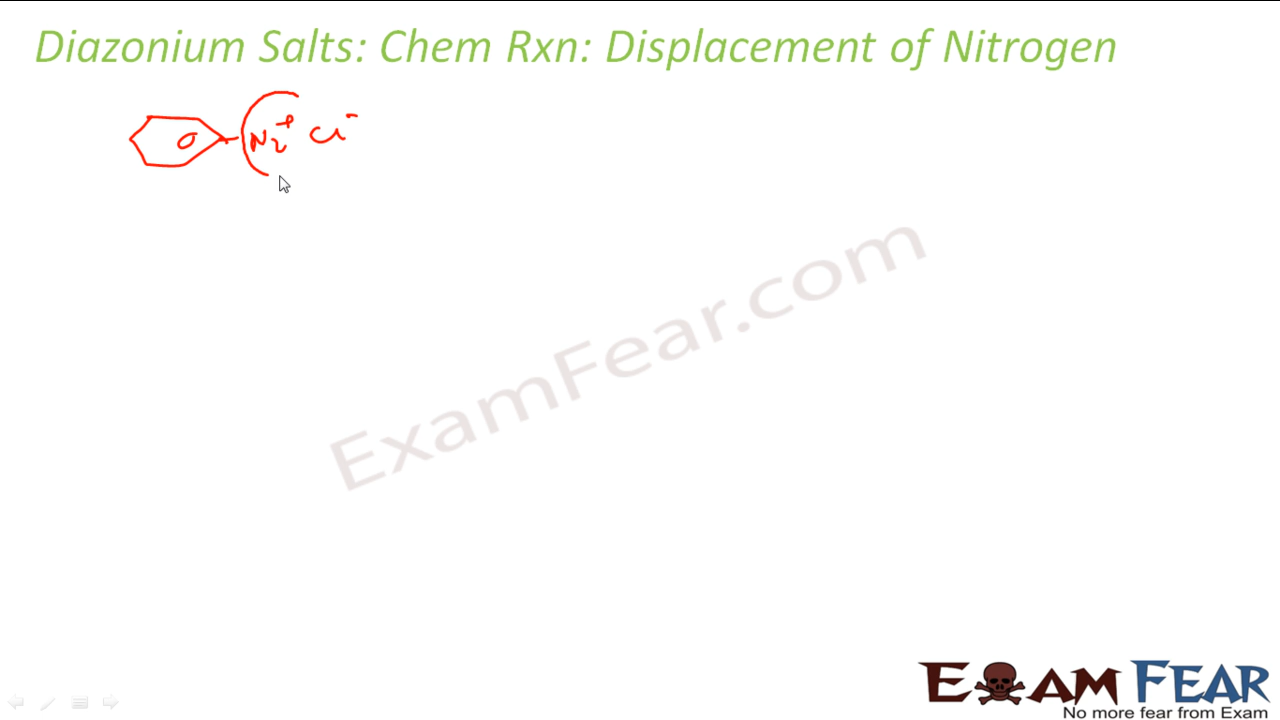 Diazonium Salts: Chem Rxn: Displacement of Nitrogen
N₂⁺ Cl⁻
ExamFear.com
EXAM FEAR
No more fear from Exam